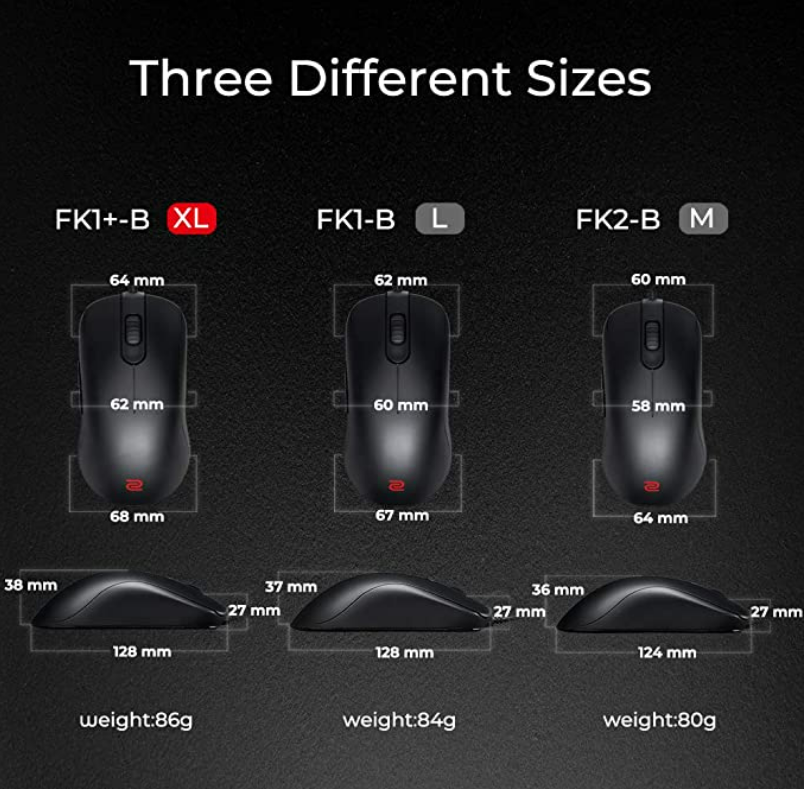 Three Different Sizes
FK1+-B XL
FK1-B L
FK2-B M
64 mm
62 mm
60 mm
62 mm
60 mm
58 mm
68 mm
67 mm
64 mm
38 mm
27 mm
37 mm
27 mm
36 mm
27 mm
128 mm
128 mm
124 mm
weight:86g
weight:84g
weight:80g